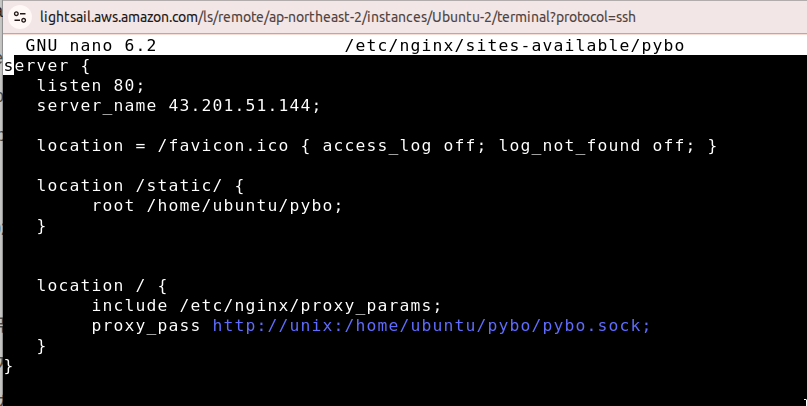 lightsail.aws.amazon.com/ls/remote/ap-northeast-2/instances/Ubuntu-2/terminal?protocol=ssh
GNU nano 6.2 /etc/nginx/sites-available/pybo
server {
listen 80;
server_name 43.201.51.144;
location = /favicon.ico { access_log off; log_not_found off; }
location /static/ {
root /home/ubuntu/pybo;
}
location / {
include /etc/nginx/proxy_params;
proxy_pass http://unix:/home/ubuntu/pybo/pybo.sock;
}
}